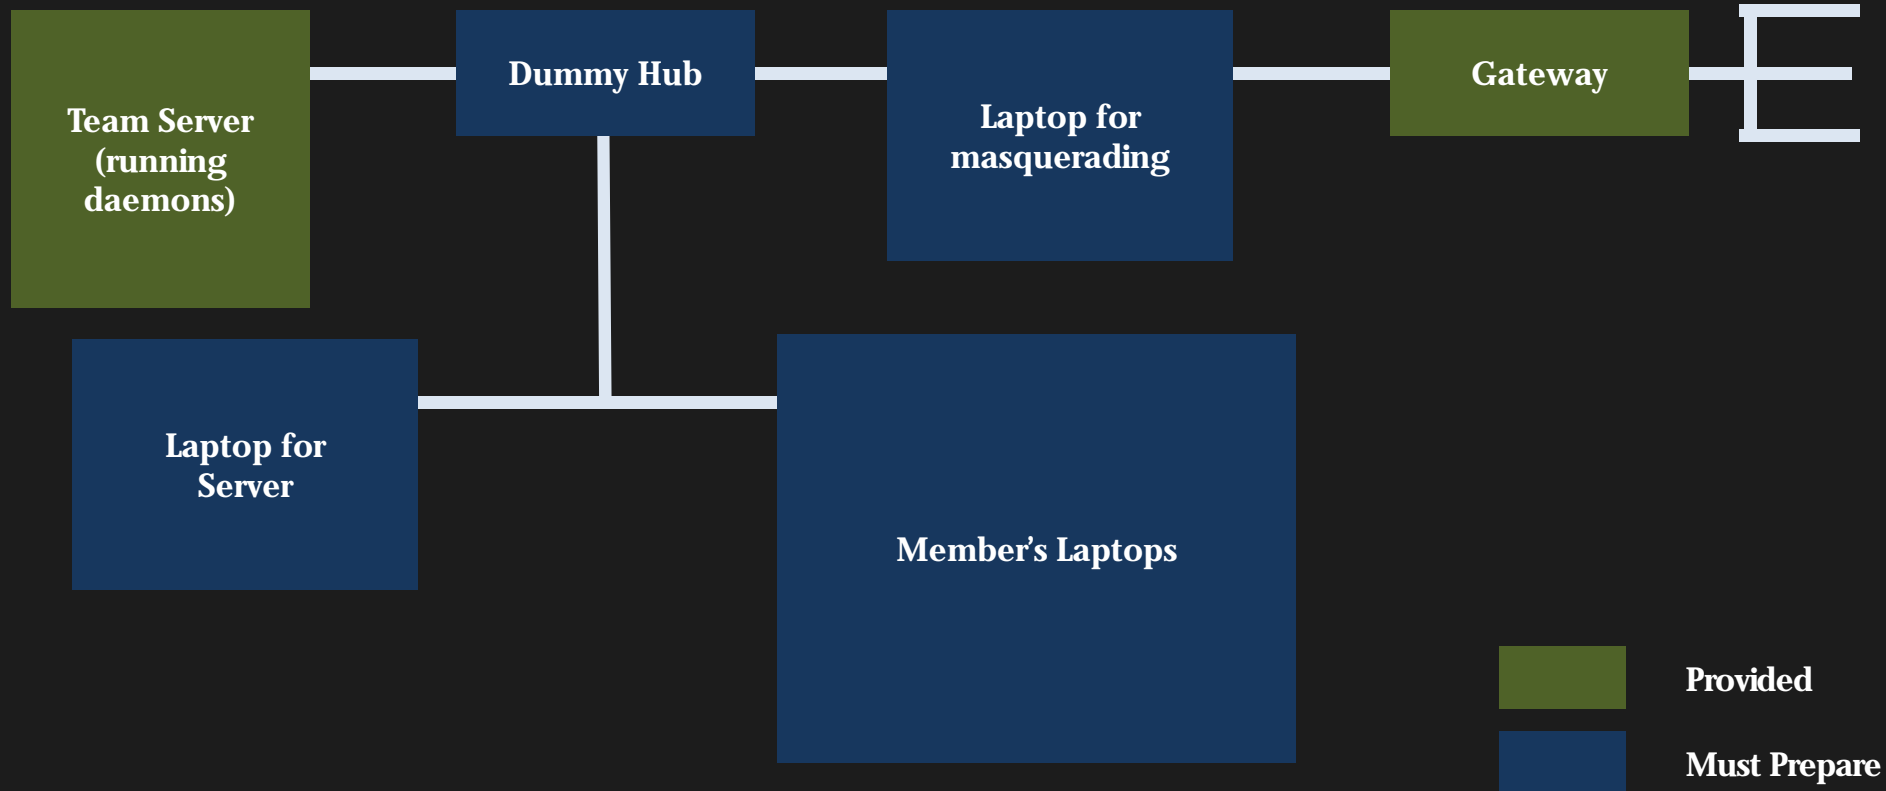 Team Server
(running
daemons)
Dummy Hub
Laptop for
masquerading
Gateway
Laptop for
Server
Member’s Laptops
Provided
Must Prepare